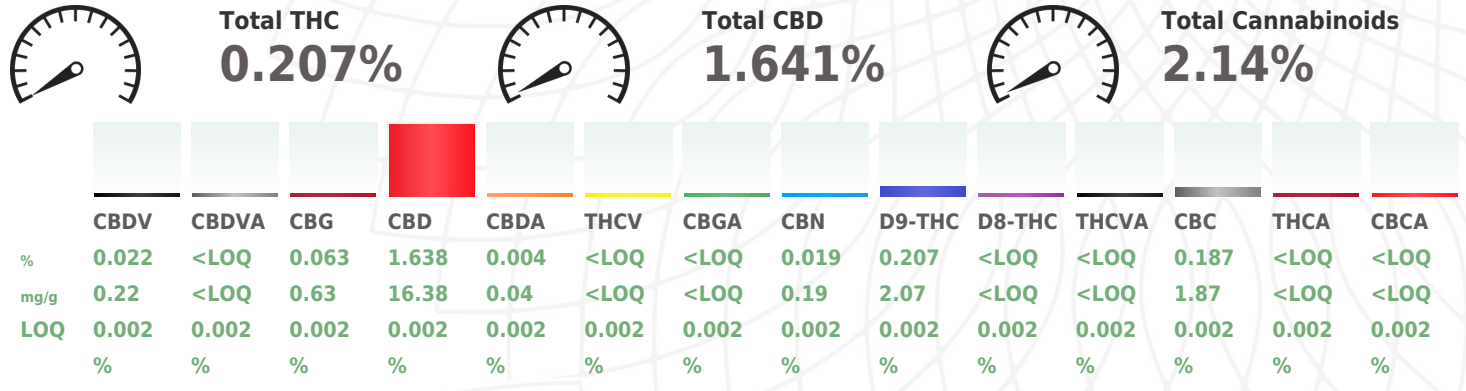 Total THC Total CBD Total Cannabinoids
0.207% 1.641% 2.14%
CBDV CBDVA CBG CBD CBDA THCV CBGA CBN D9-THC D8-THC THCVA CBC THCA CBCA
% 0.022 <LOQ 0.063 1.638 0.004 <LOQ <LOQ 0.019 0.207 <LOQ <LOQ 0.187 <LOQ <LOQ
mg/g 0.22 <LOQ 0.63 16.38 0.04 <LOQ <LOQ 0.19 2.07 <LOQ <LOQ 1.87 <LOQ <LOQ
LOQ 0.002 0.002 0.002 0.002 0.002 0.002 0.002 0.002 0.002 0.002 0.002 0.002 0.002 0.002
% % % % % % % % % % % % % %